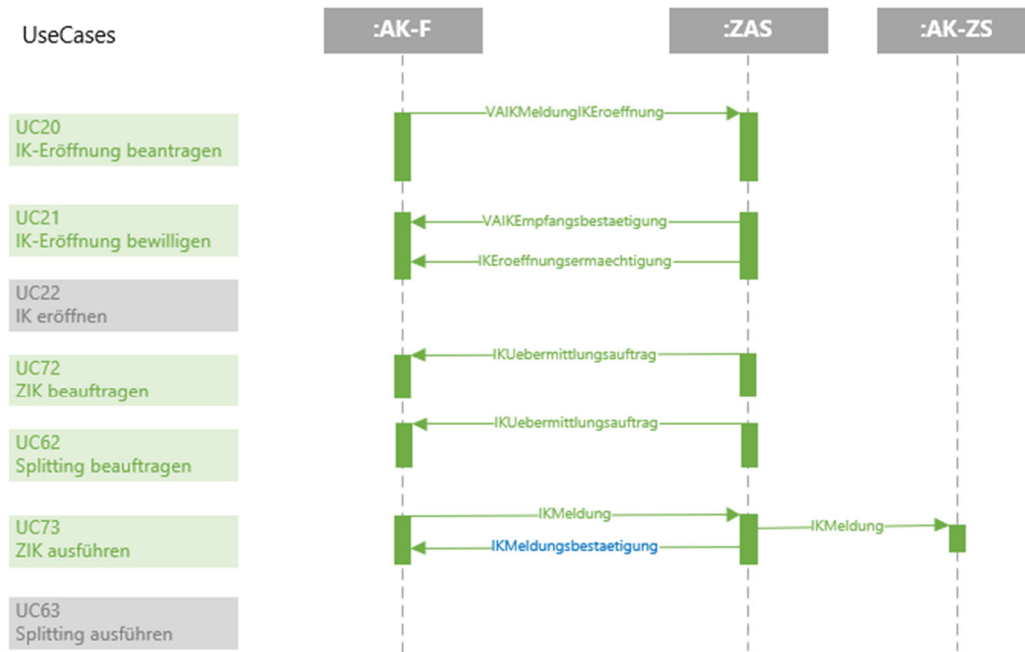 UseCases
:AK-F
:ZAS
:AK-ZS
UC20
IK-Eröffnung beantragen
VAIKMeldungIKEroeffnung
UC21
IK-Eröffnung bewilligen
VAIKEmpfangsbestaetigung
IKEroeffnungsermaechtigung
UC22
IK eröffnen
UC72
ZIK beauftragen
IKUebermittlungsauftrag
UC62
Splitting beauftragen
IKUebermittlungsauftrag
UC73
ZIK ausführen
IKMeldung
IKMeldung
IKMeldungsbestaetigung
UC63
Splitting ausführen